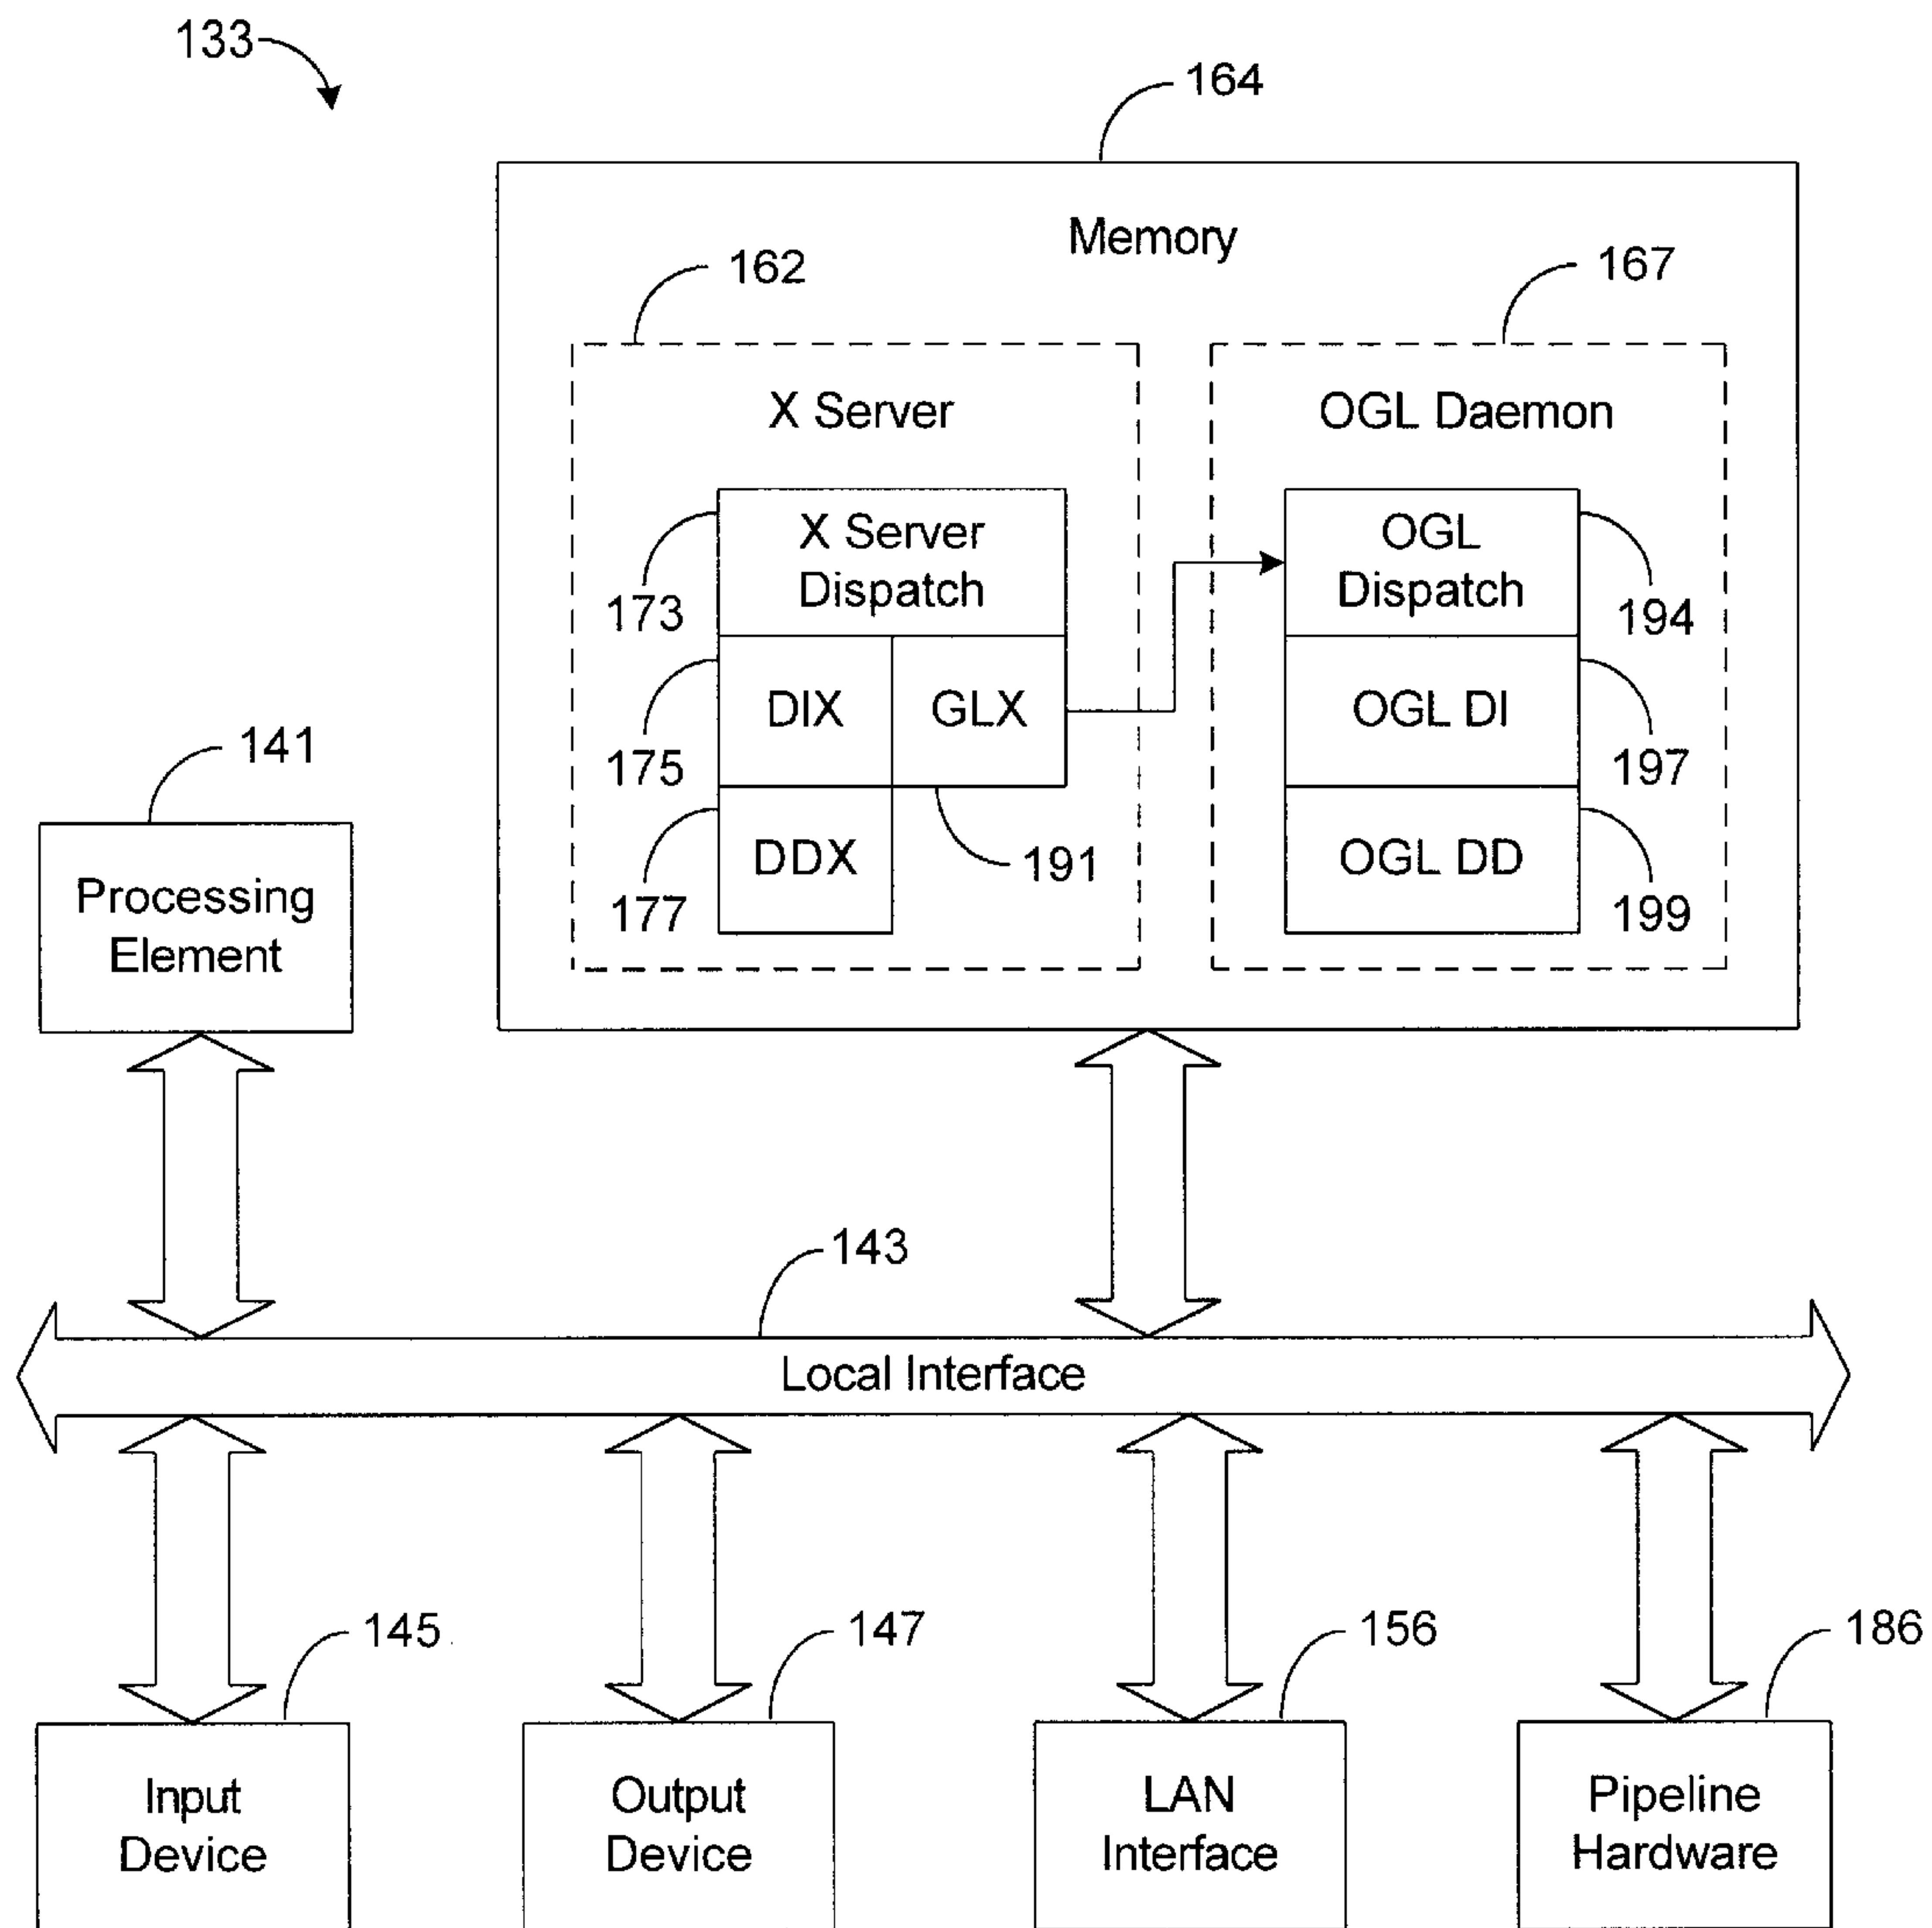 133
164
Memory
162
167
X Server
OGL Daemon
X Server
Dispatch
OGL
Dispatch
173
194
DIX
GLX
OGL DI
175
197
141
DDX
191
OGL DD
177
199
Processing
Element
143
Local Interface
145
147
156
186
Input
Device
Output
Device
LAN
Interface
Pipeline
Hardware